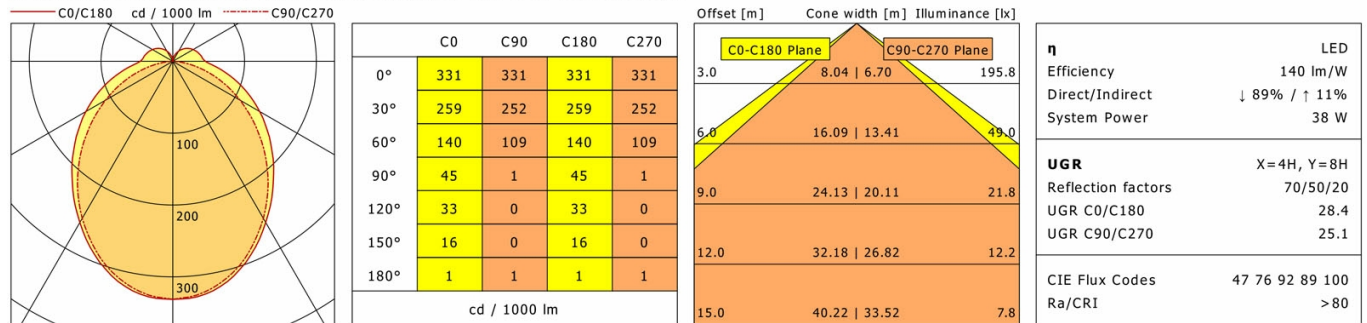 C0/C180 cd / 1000 lm C90/C270
100
200
300
C0 C90 C180 C270
0° 331 331 331 331
30° 259 252 259 252
60° 140 109 140 109
90° 45 1 45 1
120° 33 0 33 0
150° 16 0 16 0
180° 1 1 1 1
cd / 1000 lm
Offset [m] Cone width [m] Illuminance [lx]
C0-C180 Plane C90-C270 Plane
3.0 8.04 | 6.70 195.8
6.0 16.09 | 13.41 49.0
9.0 24.13 | 20.11 21.8
12.0 32.18 | 26.82 12.2
15.0 40.22 | 33.52 7.8
η LED
Efficiency 140 lm/W
Direct/Indirect ↓ 89% / ↑ 11%
System Power 38 W
UGR X=4H, Y=8H
Reflection factors 70/50/20
UGR C0/C180 28.4
UGR C90/C270 25.1
CIE Flux Codes 47 76 92 89 100
Ra/CRI >80